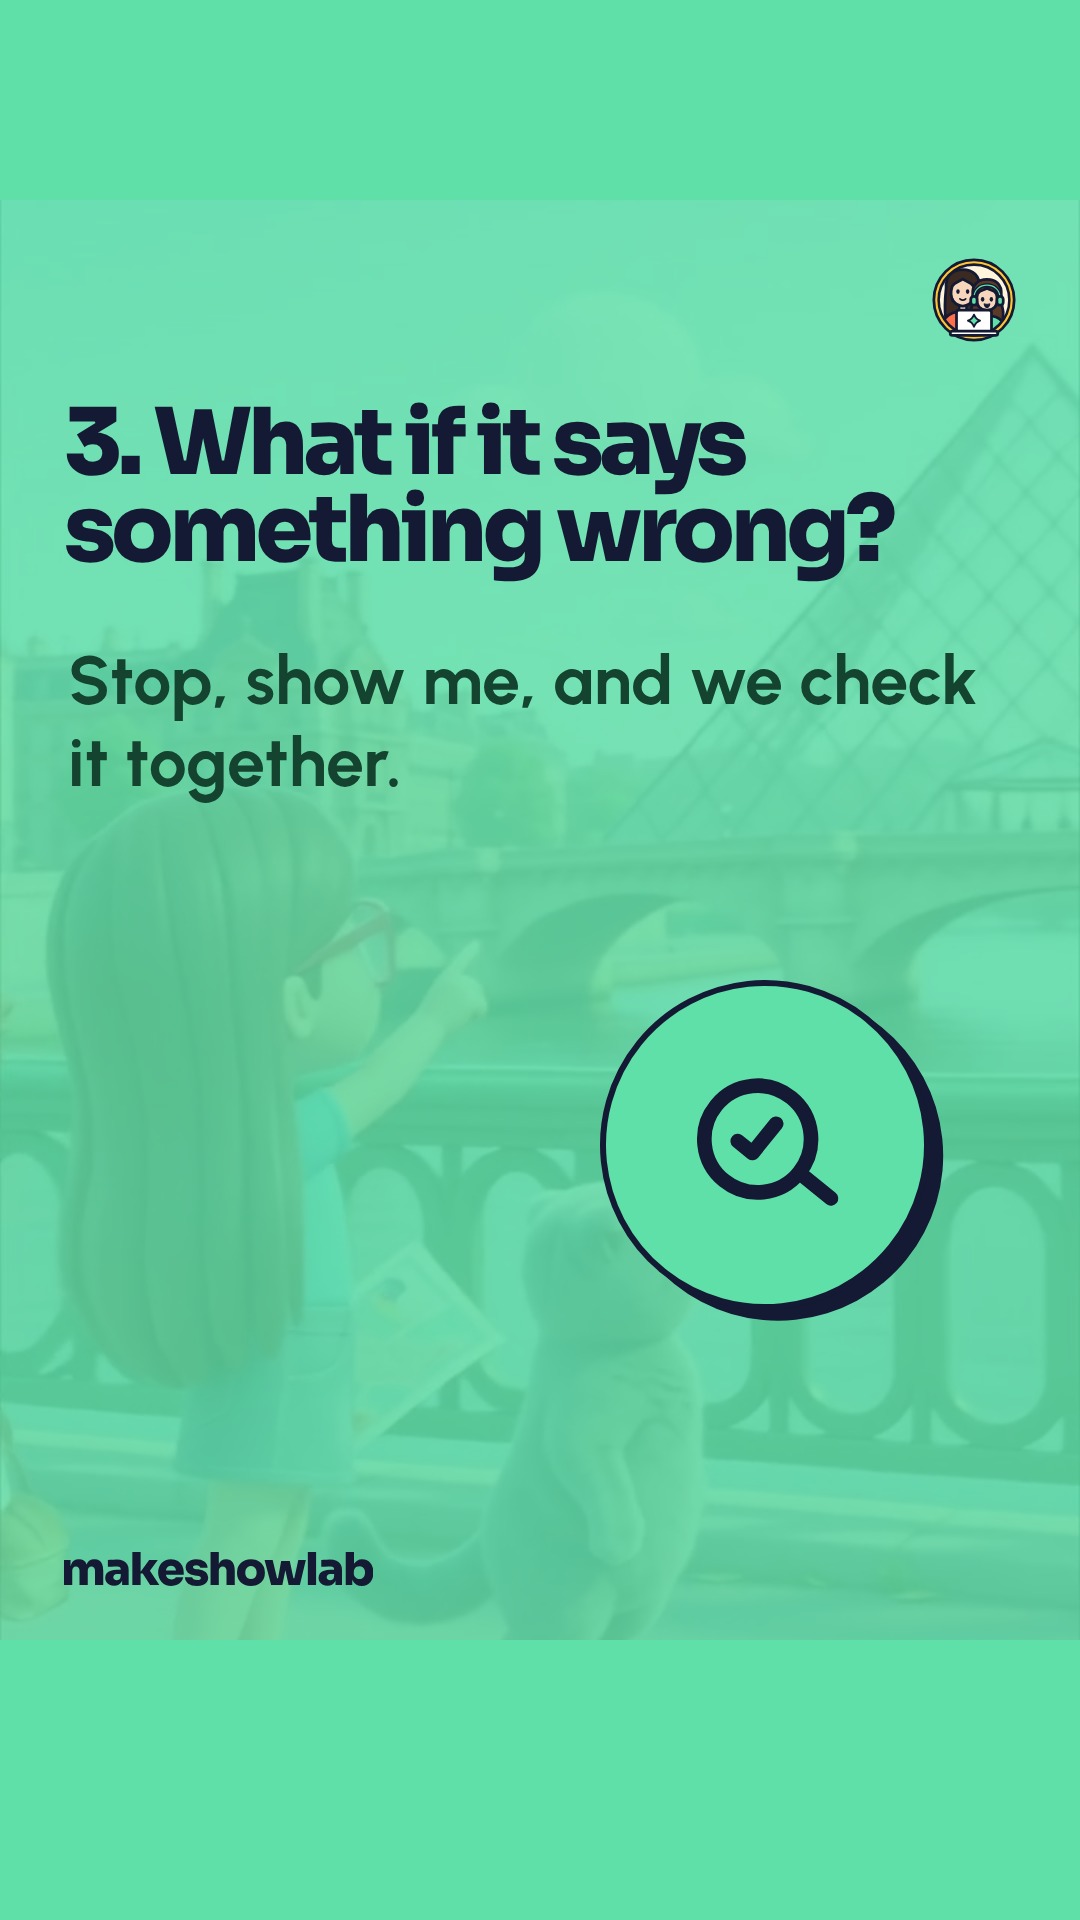 3. What if it says
something wrong?
Stop, show me, and we check
it together.
makeshowlab